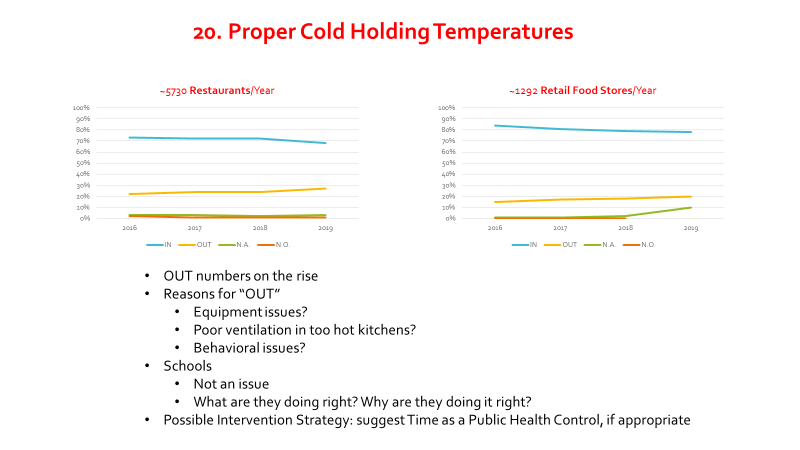 20. Proper Cold Holding Temperatures
~5730 Restaurants/Year
100%
90%
80%
70%
60%
50%
40%
30%
20%
10%
0%
2016 2017 2018 2019
IN OUT N.A. N.O.
~1292 Retail Food Stores/Year
100%
90%
80%
70%
60%
50%
40%
30%
20%
10%
0%
2016 2017 2018 2019
IN OUT N.A. N.O.
• OUT numbers on the rise
• Reasons for “OUT”
• Equipment issues?
• Poor ventilation in too hot kitchens?
• Behavioral issues?
• Schools
• Not an issue
• What are they doing right? Why are they doing it right?
• Possible Intervention Strategy: suggest Time as a Public Health Control, if appropriate